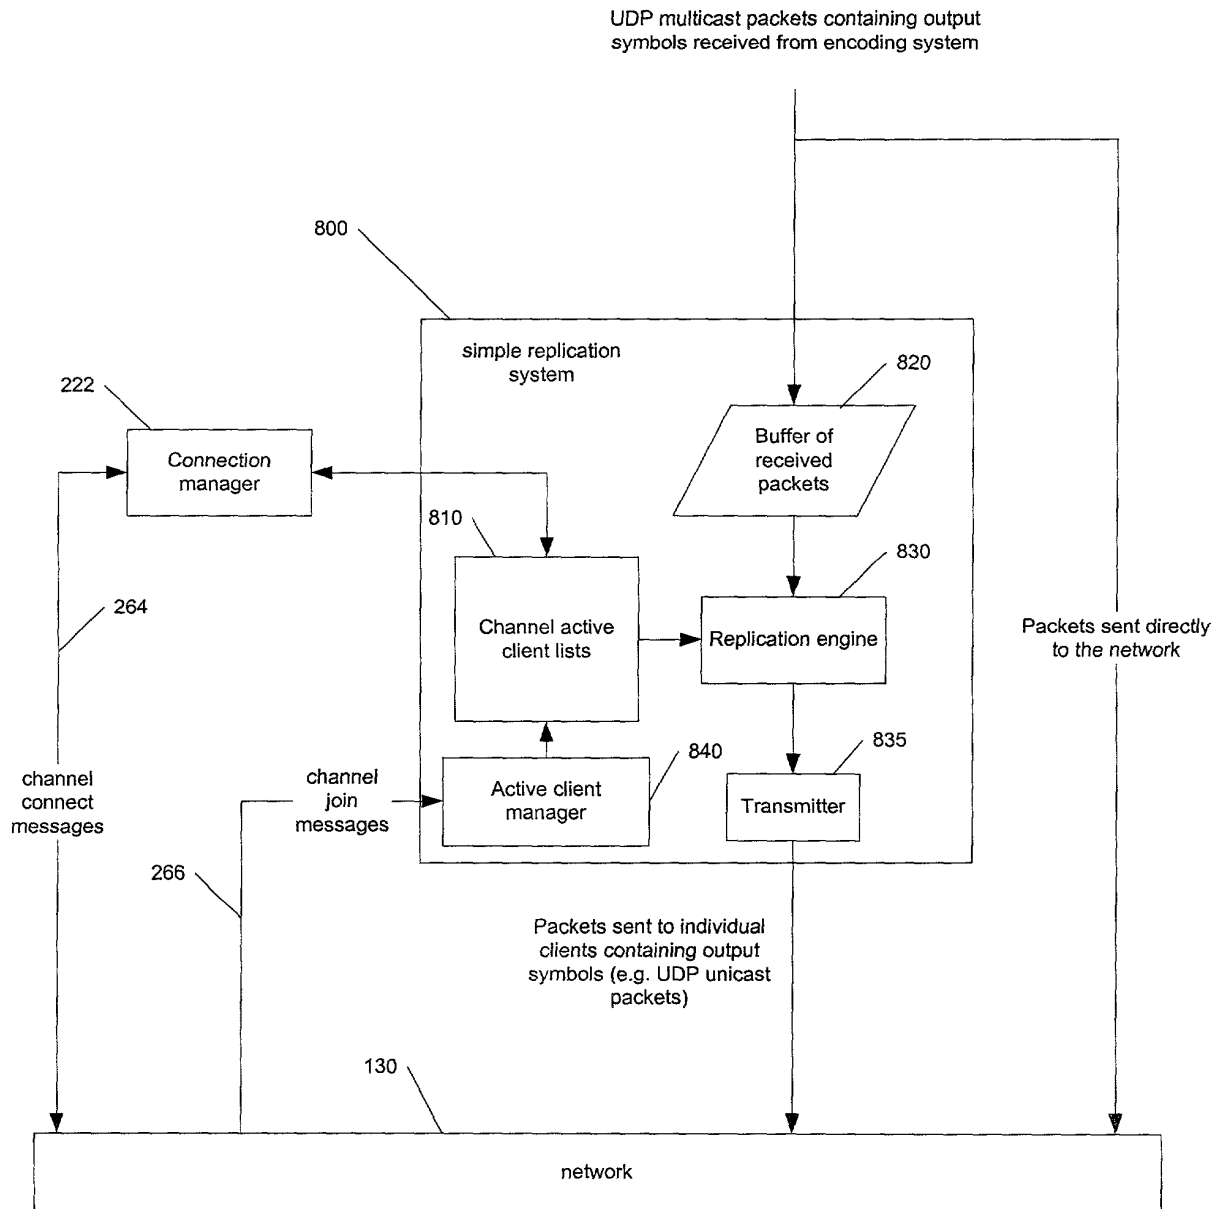 UDP multicast packets containing output
symbols received from encoding system
800
simple replication
system
820
222
Buffer of
received
packets
Connection
manager
810
830
264
Channel active
client lists
Replication engine
Packets sent directly
to the network
840
835
channel
connect
messages
channel
join
messages
Active client
manager
Transmitter
266
Packets sent to individual
clients containing output
symbols (e.g. UDP unicast
packets)
130
network